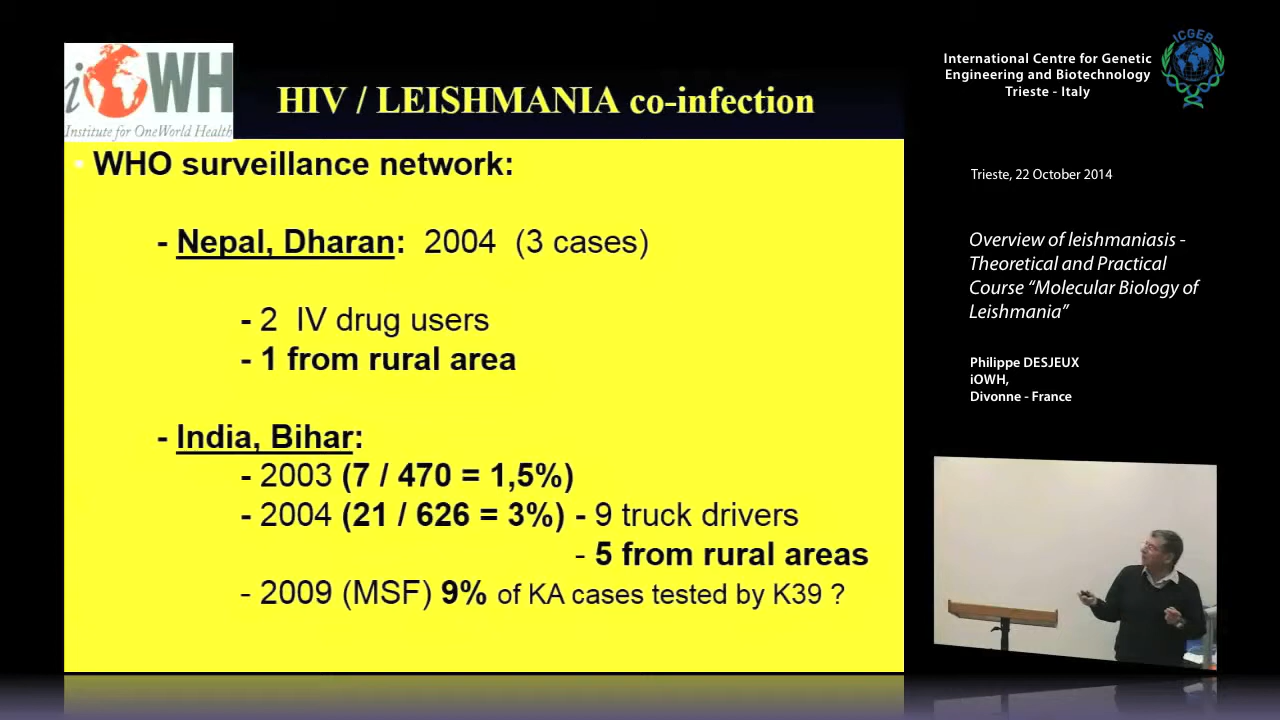 iOWH
Institute for OneWorld Health
HIV / LEISHMANIA co-infection
• WHO surveillance network:
- Nepal, Dharan: 2004 (3 cases)
- 2 IV drug users
- 1 from rural area
- India, Bihar:
- 2003 (7 / 470 = 1,5%)
- 2004 (21 / 626 = 3%) - 9 truck drivers
- 5 from rural areas
- 2009 (MSF) 9% of KA cases tested by K39 ?
International Centre for Genetic
Engineering and Biotechnology
Trieste - Italy
ICGEB
Trieste, 22 October 2014
Overview of leishmaniasis -
Theoretical and Practical
Course “Molecular Biology of
Leishmania”
Philippe DESJEUX
iOWH,
Divonne - France